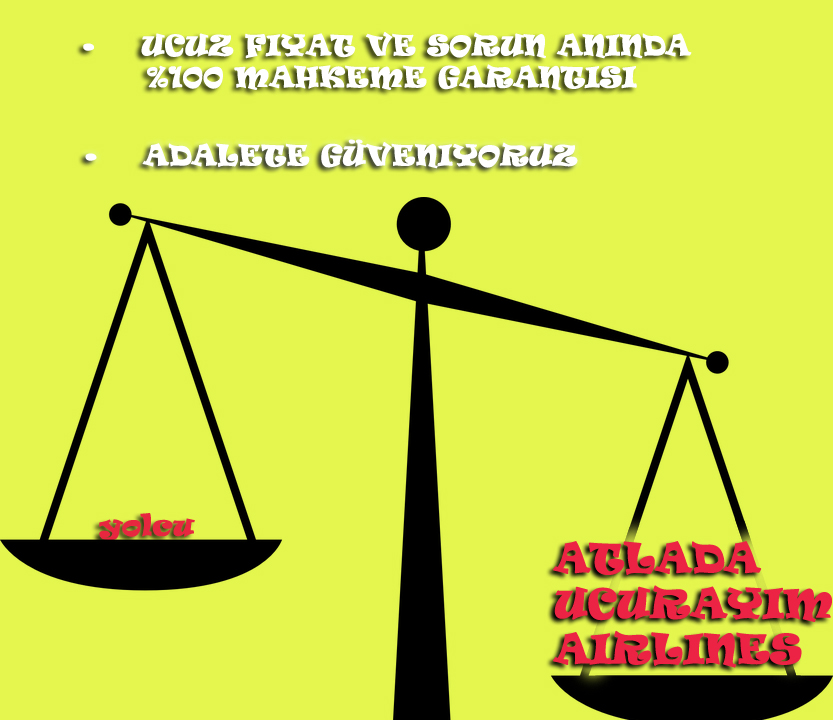 • UCUZ FIYAT VE SORUN ANINDA
%100 MAHKEME GARANTISI
• ADALETE GÜVENIYORUZ
yolcu
ATLADA
UCURAYIM
AIRLINES